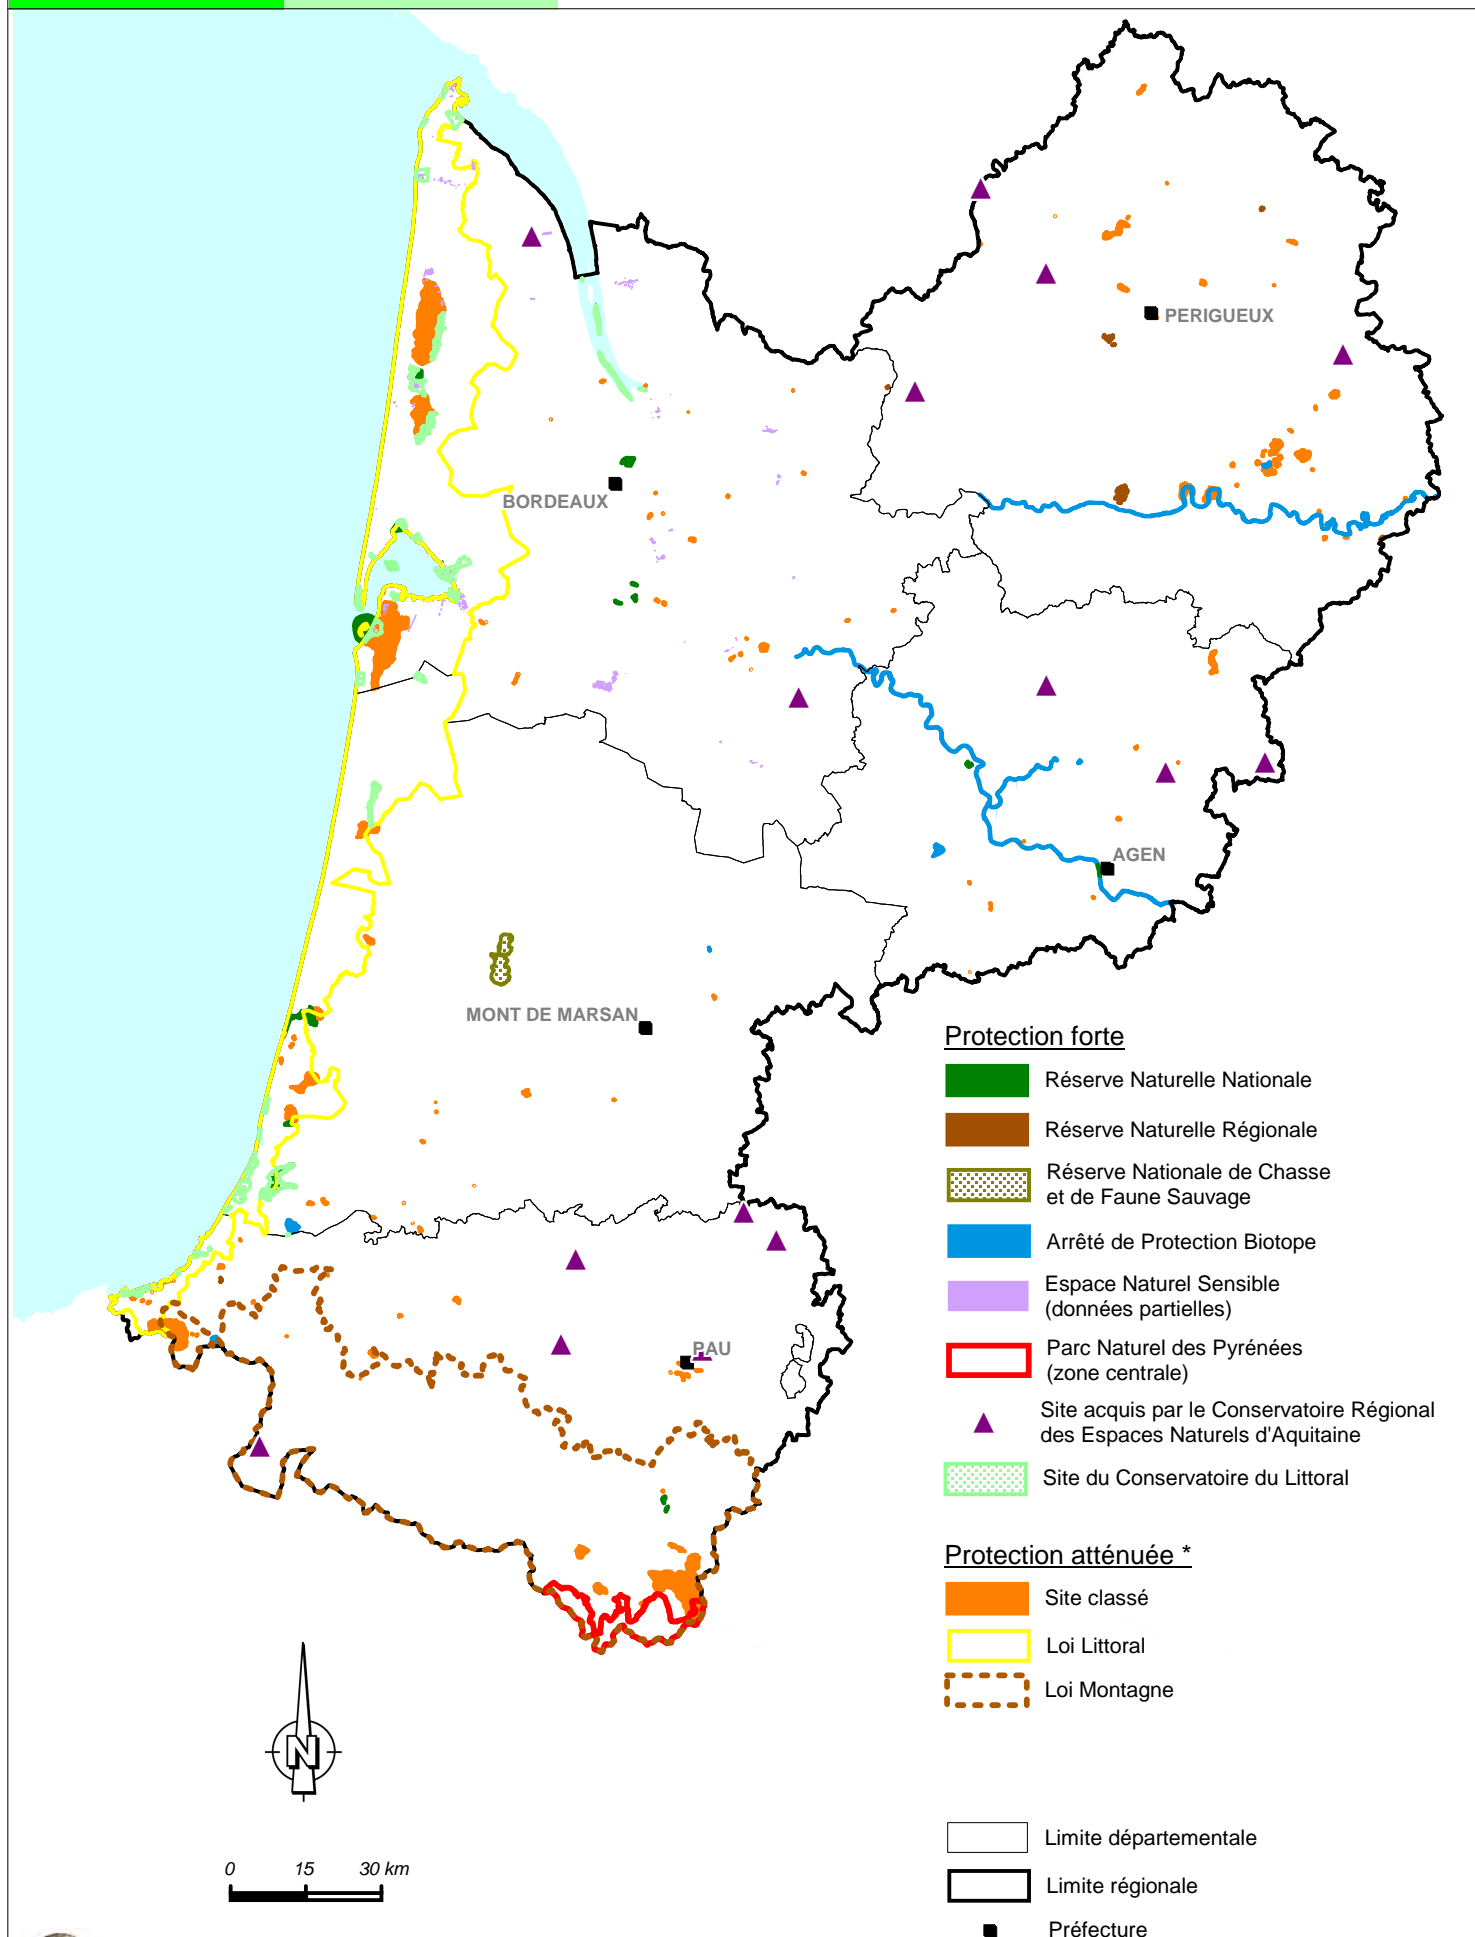 PERIGUEUX
BORDEAUX
AGEN
MONT DE MARSAN
PAU
Protection forte
Réserve Naturelle Nationale
Réserve Naturelle Régionale
Réserve Nationale de Chasse
et de Faune Sauvage
Arrêté de Protection Biotope
Espace Naturel Sensible
(données partielles)
Parc Naturel des Pyrénées
(zone centrale)
Site acquis par le Conservatoire Régional
des Espaces Naturels d'Aquitaine
Site du Conservatoire du Littoral
Protection atténuée *
Site classé
Loi Littoral
Loi Montagne
N
0 15 30 km
Limite départementale
Limite régionale
Préfecture